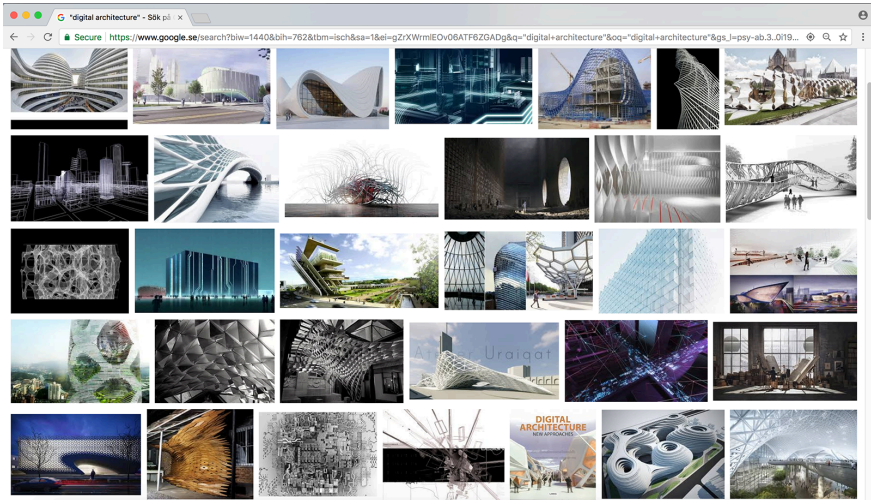 "digital architecture" - Sök på
Secure
https://www.google.se/search?biw=1440&bih=762&tbm=isch&sa=1&ei=gZrXWrmIEOv06ATF6ZGADg&q="digital+architecture"&oq="digital+architecture"&gs_l=psy-ab.3..0i19...
Atelier Uraiqat
DIGITAL
ARCHITECTURE
NEW APPROACHES